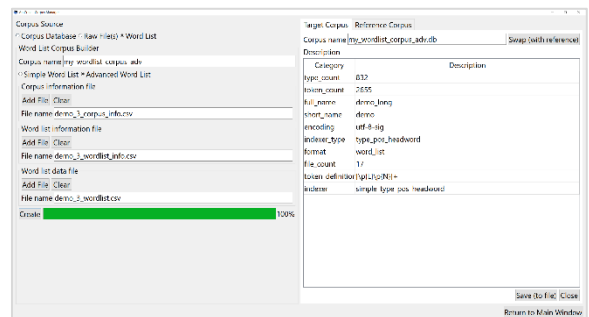 Corpus Source
Corpus Database Raw File(s) Word List
Word List Corpus Builder
Corpus name my_wordlist_corpus_adv
Simple Word List Advanced Word List
Corpus information file
Add File Clear
File name demo_3_corpus_info.csv
Word list information file
Add File Clear
File name demo_3_wordlist_info.csv
Word list data file
Add File Clear
File name demo_3_wordlist.csv
Create 100%
Target Corpus Reference Corpus
Corpus name my_wordlist_corpus_adv.db Swap (with reference)
Description
Category Description
type_count 832
token_count 2655
full_name demo_long
short_name demo
encoding utf-8-sig
indexer_type type_pos_headword
format word_list
file_count 17
token definition [\p{L}\p{N}]+
indexer simple type pos headword
Save (to file) Close
Return to Main Window